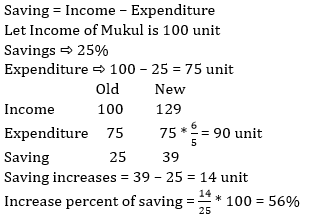 Saving = Income – Expenditure
Let Income of Mukul is 100 unit
Savings ⇨ 25%
Expenditure ⇨ 100 – 25 = 75 unit
Old New
Income 100 129
Expenditure 75 75 * 6/5 = 90 unit
Saving 25 39
Saving increases = 39 – 25 = 14 unit
Increase percent of saving = 14/25 * 100 = 56%